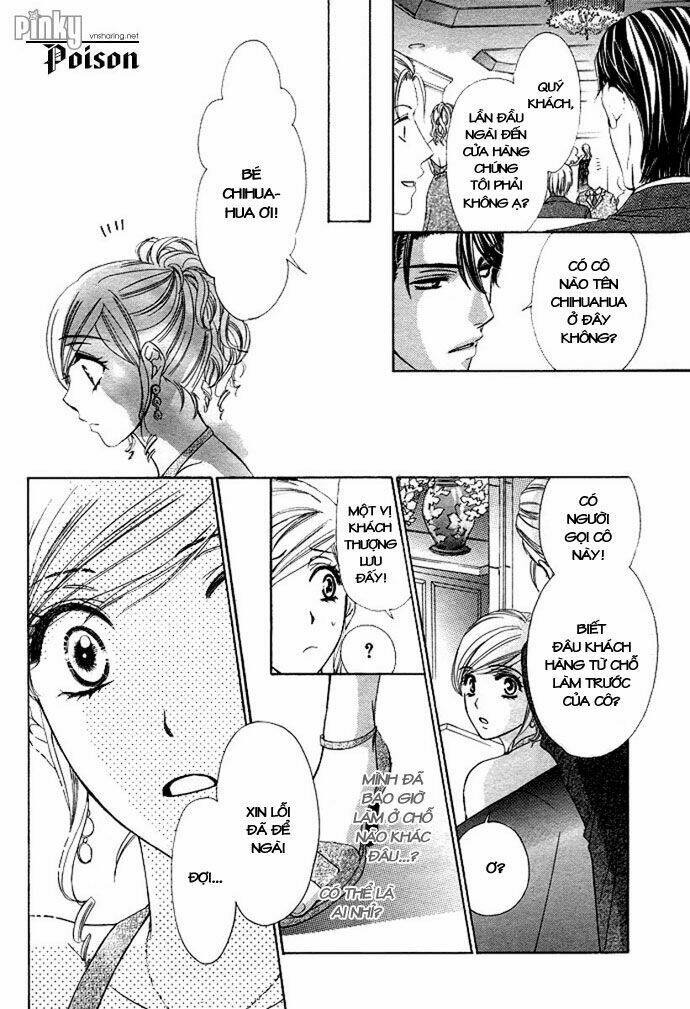 Pinky
vnsharing.net
Poison
QUÝ
KHÁCH,
LẦN ĐẦU
NGÀI ĐẾN
CỬA HÀNG
CHÚNG
TÔI PHẢI
KHÔNG Ạ?
CÓ CÔ
NÀO TÊN
CHIHUAHUA
Ở ĐÂY
KHÔNG?
BÉ
CHIHUA-
HUA ƠI!
CÓ
NGƯỜI
GỌI CÔ
NÀY!
BIẾT
ĐÂU KHÁCH
HÀNG TỪ CHỖ
LÀM TRƯỚC
CỦA CÔ?
Ơ?
MỘT VỊ
KHÁCH
THƯỢNG
LƯU
ĐẤY!
?
MÌNH ĐÃ
BAO GIỜ
LÀM Ở CHỖ
NÀO KHÁC
ĐÂU...?
CÓ THỂ LÀ
AI NHỈ?
XIN LỖI
ĐÃ ĐỂ
NGÀI
ĐỢI...